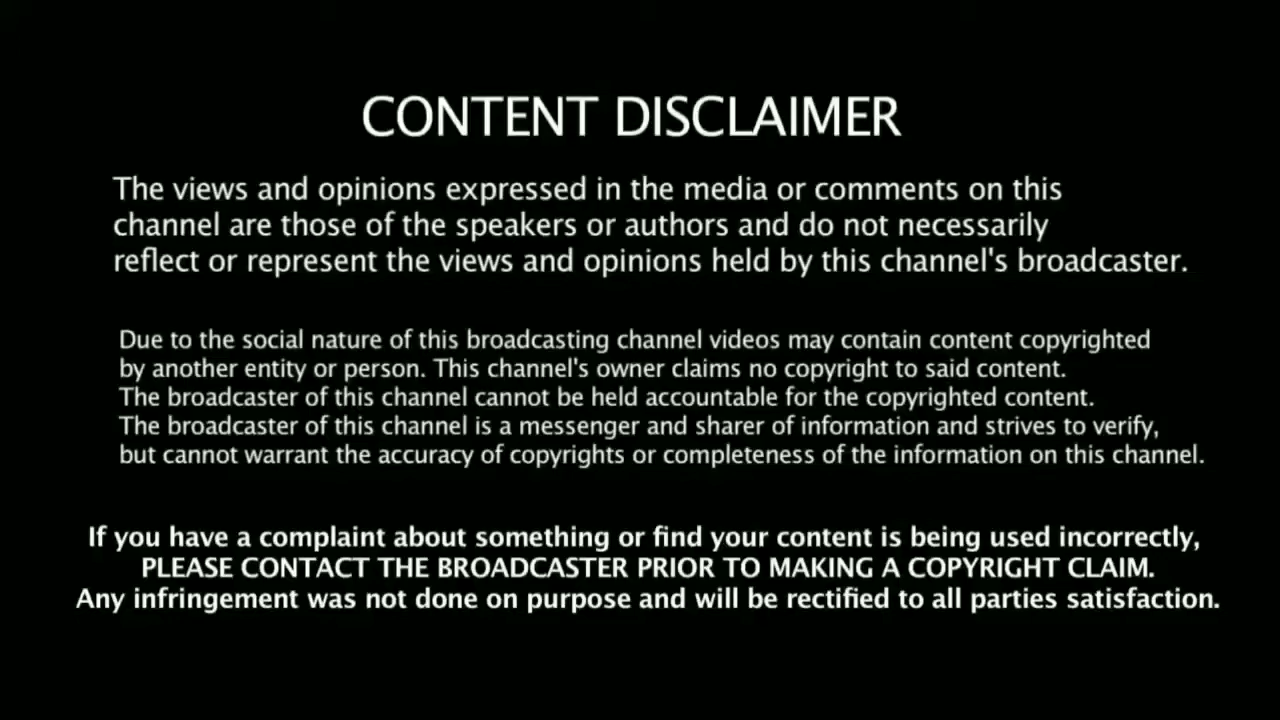 CONTENT DISCLAIMER
The views and opinions expressed in the media or comments on this
channel are those of the speakers or authors and do not necessarily
reflect or represent the views and opinions held by this channel's broadcaster.
Due to the social nature of this broadcasting channel videos may contain content copyrighted
by another entity or person. This channel's owner claims no copyright to said content.
The broadcaster of this channel cannot be held accountable for the copyrighted content.
The broadcaster of this channel is a messenger and sharer of information and strives to verify,
but cannot warrant the accuracy of copyrights or completeness of the information on this channel.
If you have a complaint about something or find your content is being used incorrectly,
PLEASE CONTACT THE BROADCASTER PRIOR TO MAKING A COPYRIGHT CLAIM.
Any infringement was not done on purpose and will be rectified to all parties satisfaction.